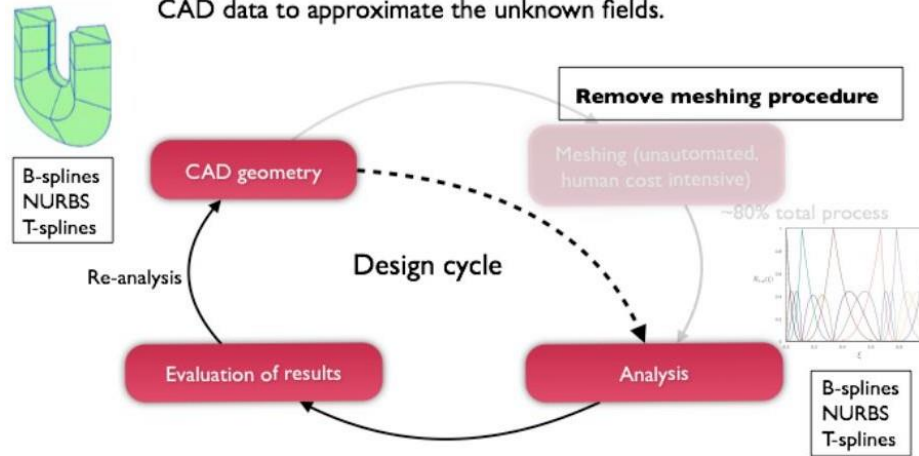 CAD data to approximate the unknown fields.
Remove meshing procedure
Meshing (unautomated,
human cost intensive)
~80% total process
CAD geometry
B-splines
NURBS
T-splines
Re-analysis
Design cycle
Evaluation of results
Analysis
B-splines
NURBS
T-splines